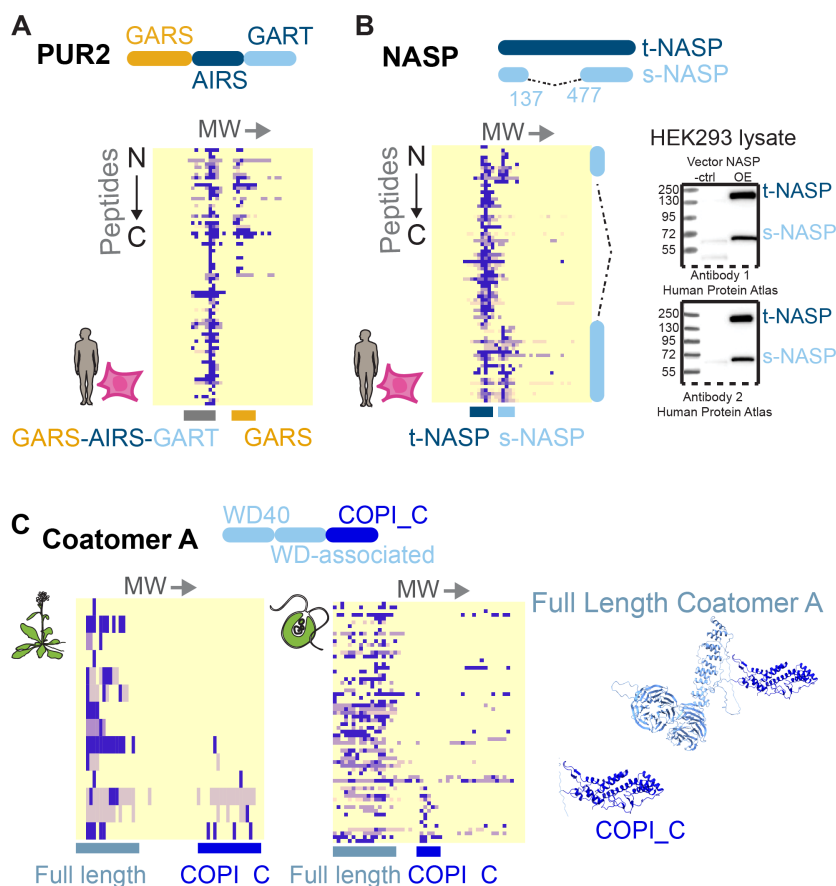 A
PUR2
GARS
GART
AIRS
MW
Peptides
N
C
GARS-AIRS-GART
GARS
B
NASP
t-NASP
s-NASP
137
477
MW
Peptides
N
C
t-NASP
s-NASP
HEK293 lysate
Vector NASP
-ctrl OE
250
130
95
72
55
t-NASP
s-NASP
Antibody 1
Human Protein Atlas
250
130
95
72
55
t-NASP
s-NASP
Antibody 2
Human Protein Atlas
C
Coatomer A
WD40
COPI_C
WD-associated
MW
Full length
COPI_C
MW
Full length
COPI_C
Full Length Coatomer A
COPI_C